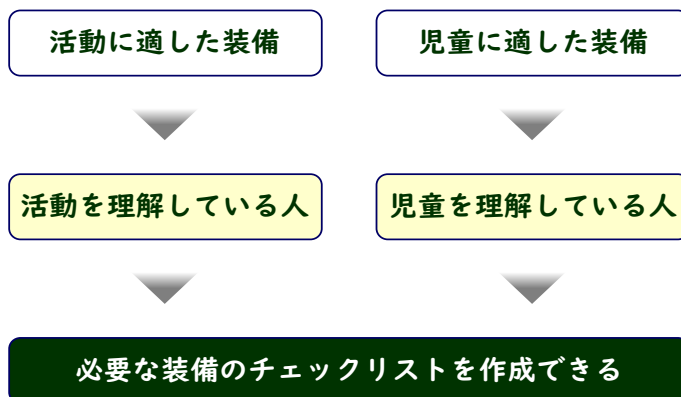 活動に適した装備
児童に適した装備
活動を理解している人
児童を理解している人
必要な装備のチェックリストを作成できる